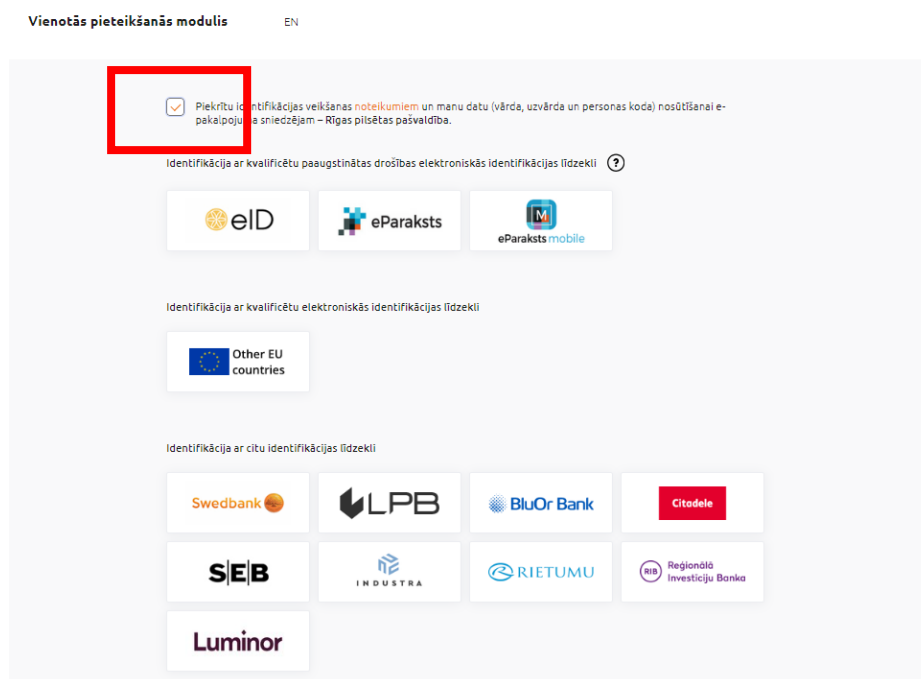 Vienotās pieteikšanās modulis EN
Piekrītu identifikācijas veikšanas noteikumiem un manu datu (vārda, uzvārda un personas koda) nosūtīšanai e-
sniedzējam – Rīgas pilsētas pašvaldība.
Identifikācija ar kvalificētu paaugstinātas drošības elektroniskās identifikācijas līdzekli ?
eID eParaksts M
eParaksts mobile
Identifikācija ar kvalificētu elektroniskās identifikācijas līdzekli
Other EU
countries
Identifikācija ar citu identifikācijas līdzekli
Swedbank LPB BluOr Bank Citadele
SEB INDUSTRA RIETUMU RIB Reģionālā
Investīciju Banka
Luminor